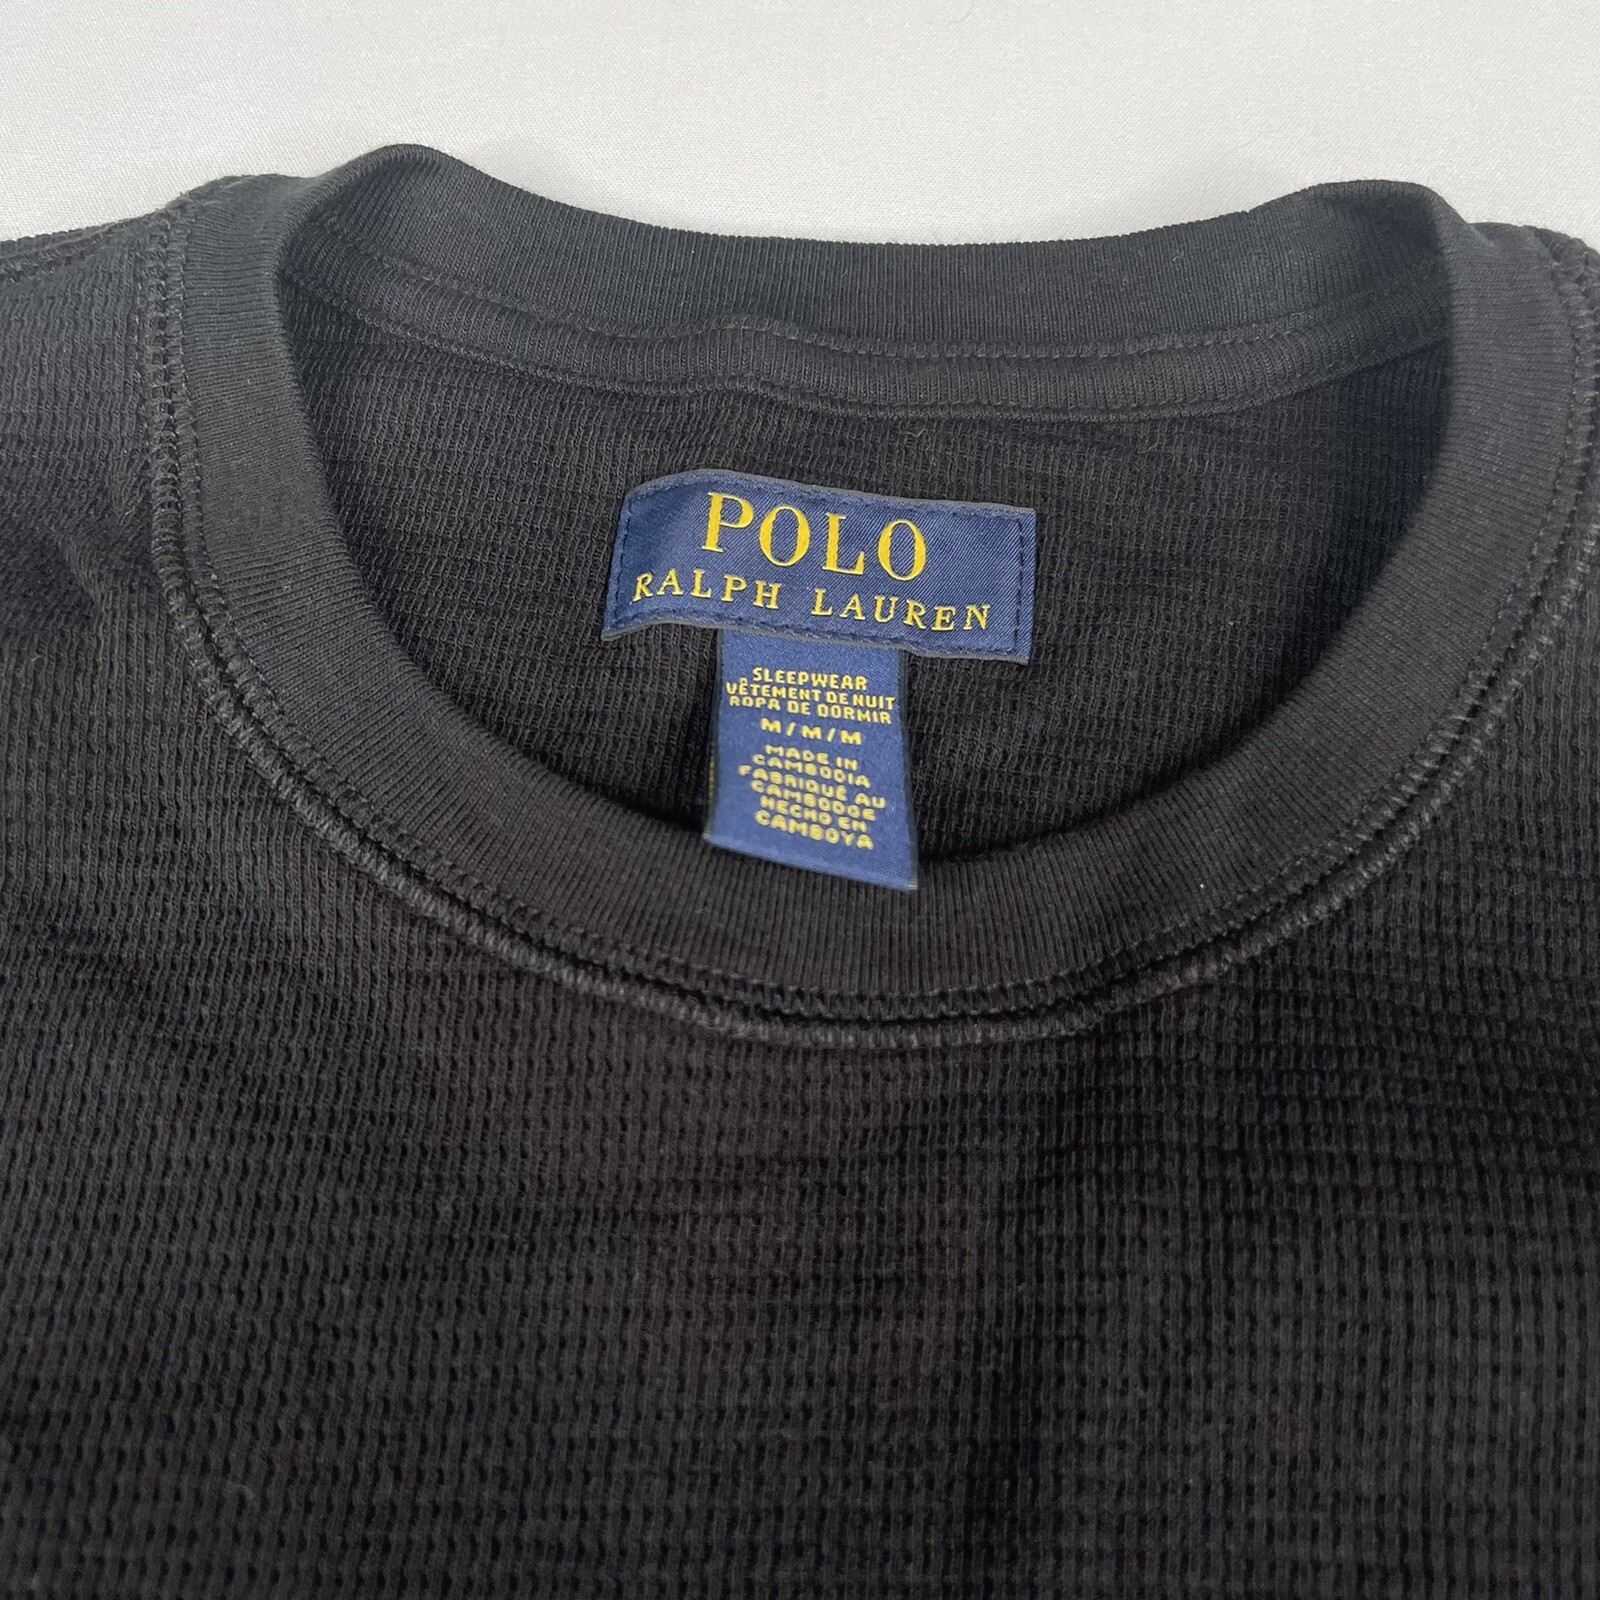 POLO
RALPH LAUREN
SLEEPWEAR
VÊTEMENT DE NUIT
ROPA DE DORMIR
M/M/M
MADE IN
CAMBODIA
FABRIQUÉ AU
CAMBODGE
HECHO EN
CAMBOYA